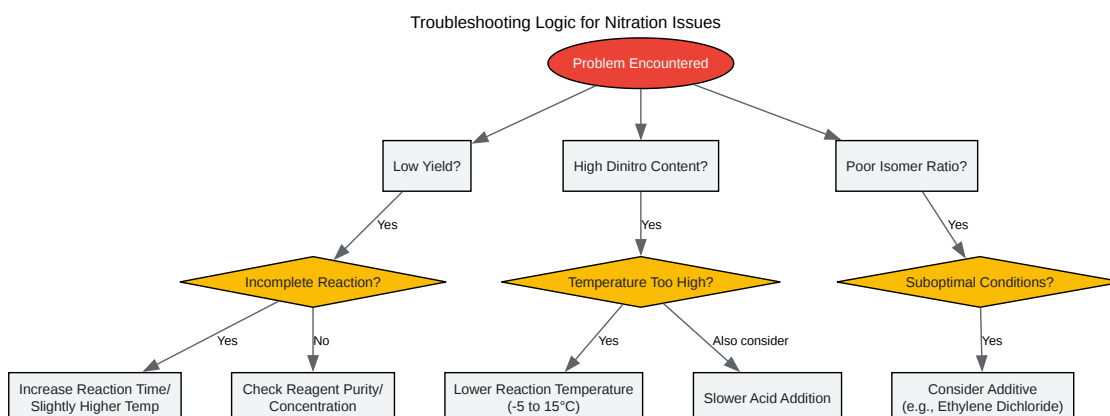 Troubleshooting Logic for Nitration Issues
Problem Encountered
Low Yield?
High Dinitro Content?
Poor Isomer Ratio?
Yes
Yes
Yes
Incomplete Reaction?
Temperature Too High?
Suboptimal Conditions?
Yes
No
Yes
Also consider
Yes
Increase Reaction Time/
Slightly Higher Temp
Check Reagent Purity/
Concentration
Lower Reaction Temperature
(-5 to 15°C)
Slower Acid Addition
Consider Additive
(e.g., Ethylene Dichloride)